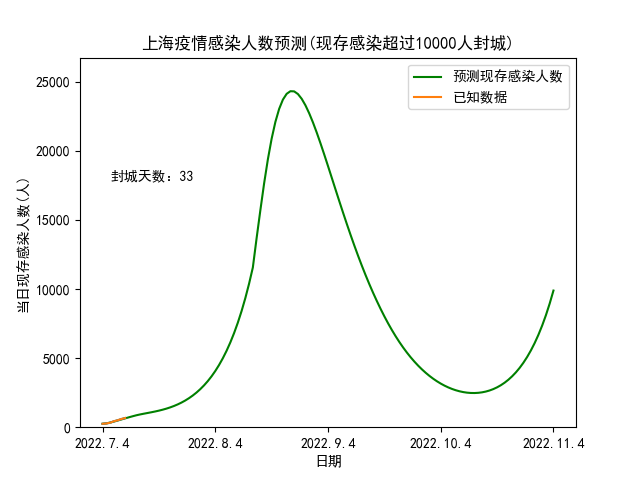 上海疫情感染人数预测(现存感染超过10000人封城)
预测现存感染人数
已知数据
封城天数：33
当日现存感染人数(人)
25000
20000
15000
10000
5000
0
2022.7.4 2022.8.4 2022.9.4 2022.10.4 2022.11.4
日期